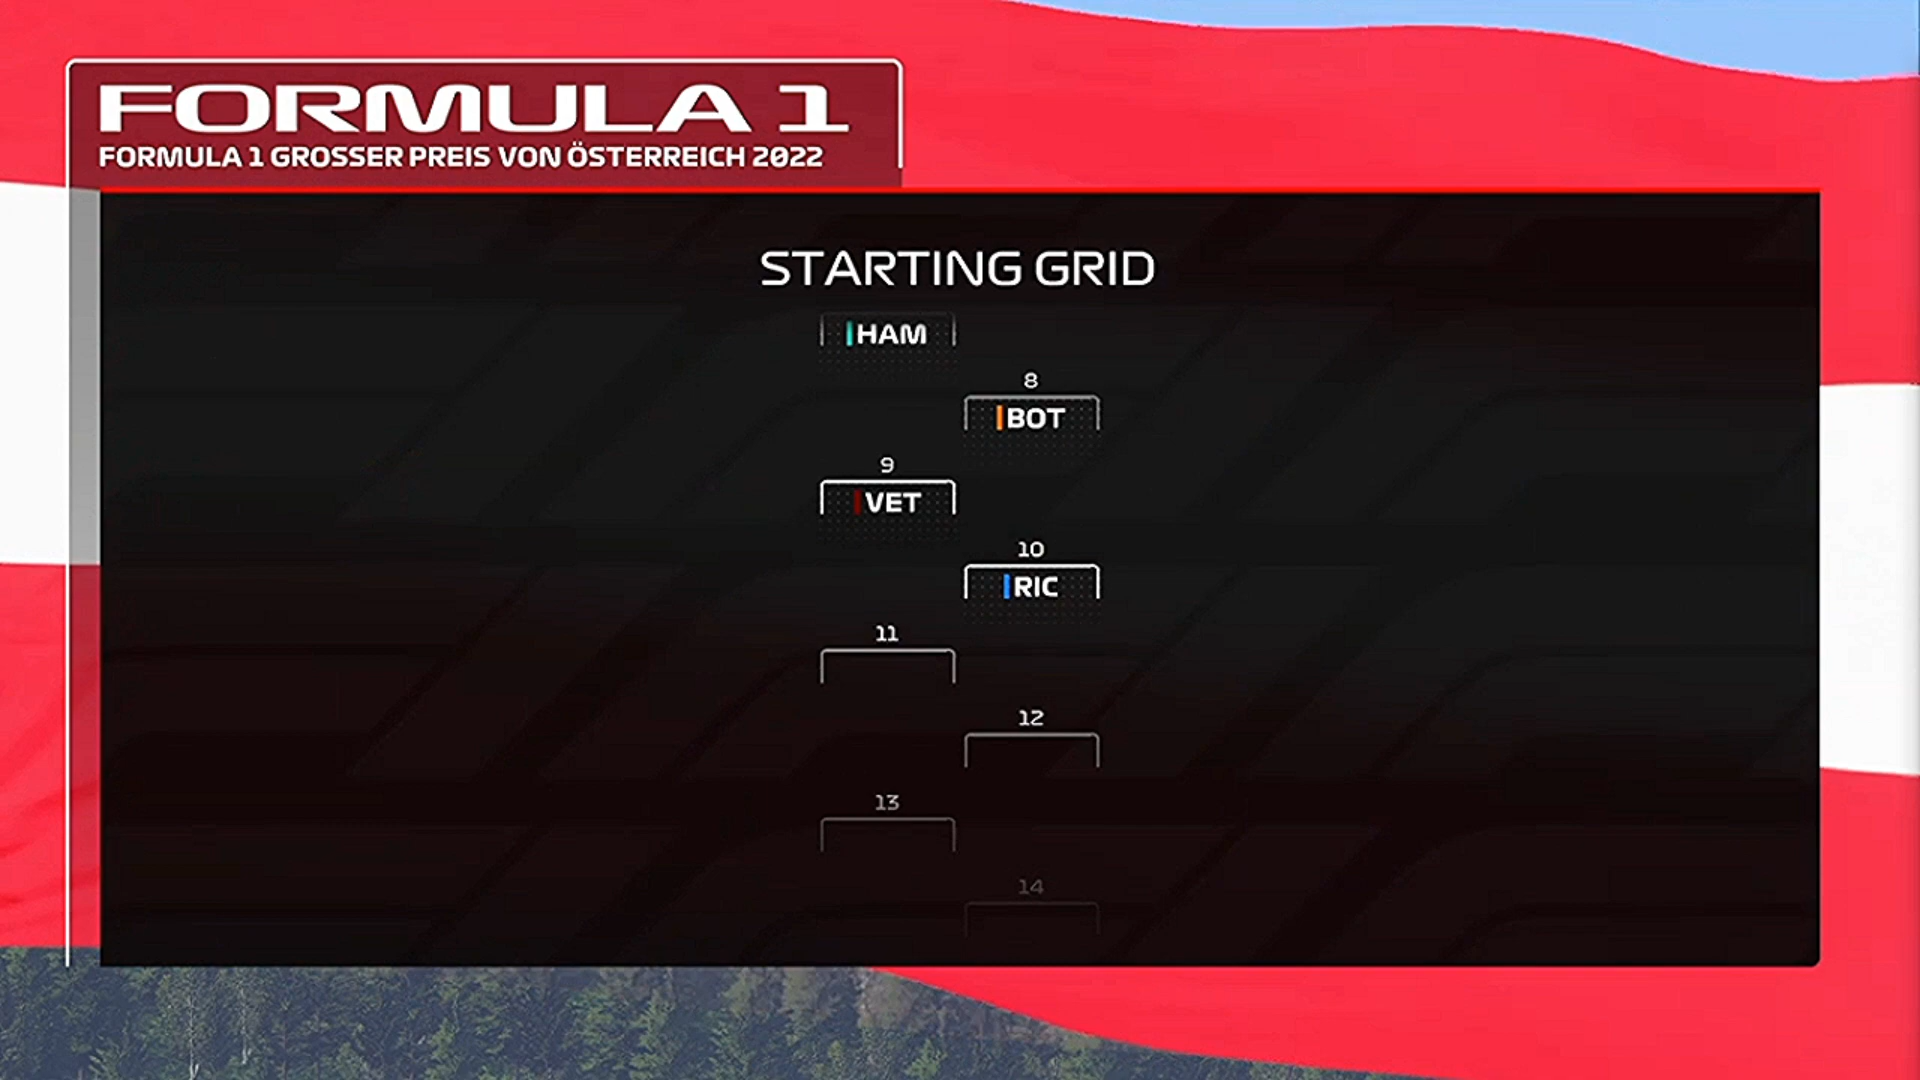 FORMULA 1
FORMULA 1 GROSSER PREIS VON ÖSTERREICH 2022
STARTING GRID
HAM
8
BOT
9
VET
10
RIC
11
12
13
14